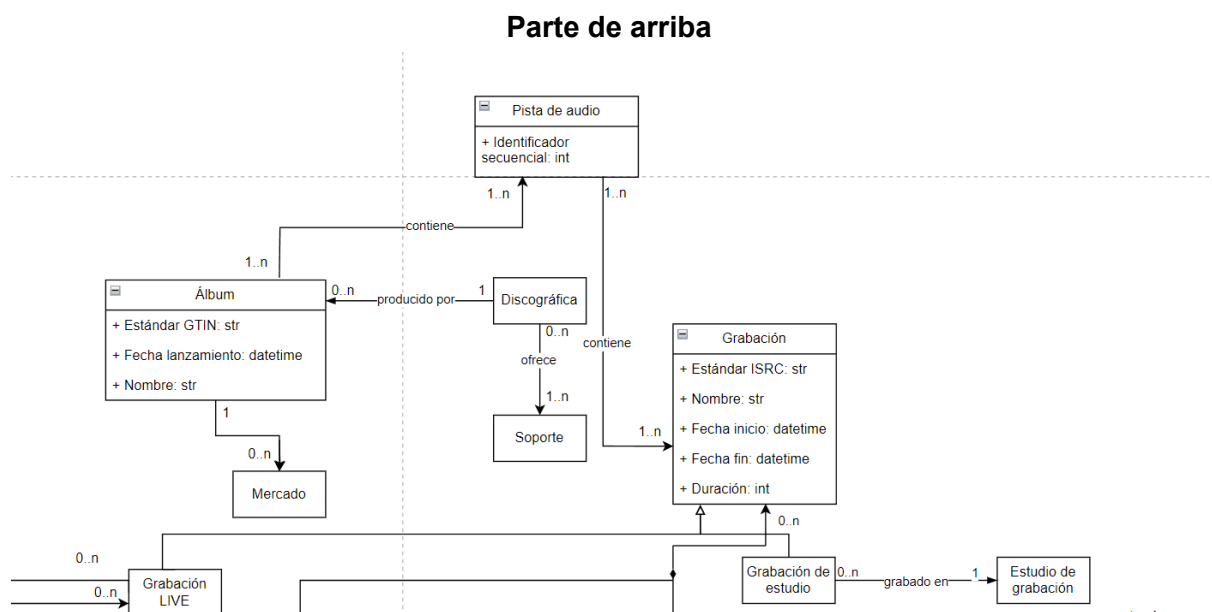 Parte de arriba
Pista de audio
+ Identificador
secuencial: int
1..n
1..n
contiene
1..n
Álbum
+ Estándar GTIN: str
+ Fecha lanzamiento: datetime
+ Nombre: str
0..n
producido por
1
Discográfica
0..n
ofrece
1..n
Soporte
contiene
1..n
Grabación
+ Estándar ISRC: str
+ Nombre: str
+ Fecha inicio: datetime
+ Fecha fin: datetime
+ Duración: int
1
0..n
Mercado
0..n
0..n
0..n
Grabación
LIVE
Grabación de
estudio
0..n
grabado en
1
Estudio de
grabación